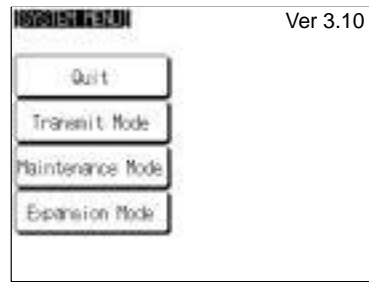 [SYSTEM MENU]
Ver 3.10
Quit
Transmit Mode
Maintenance Mode
Expansion Mode